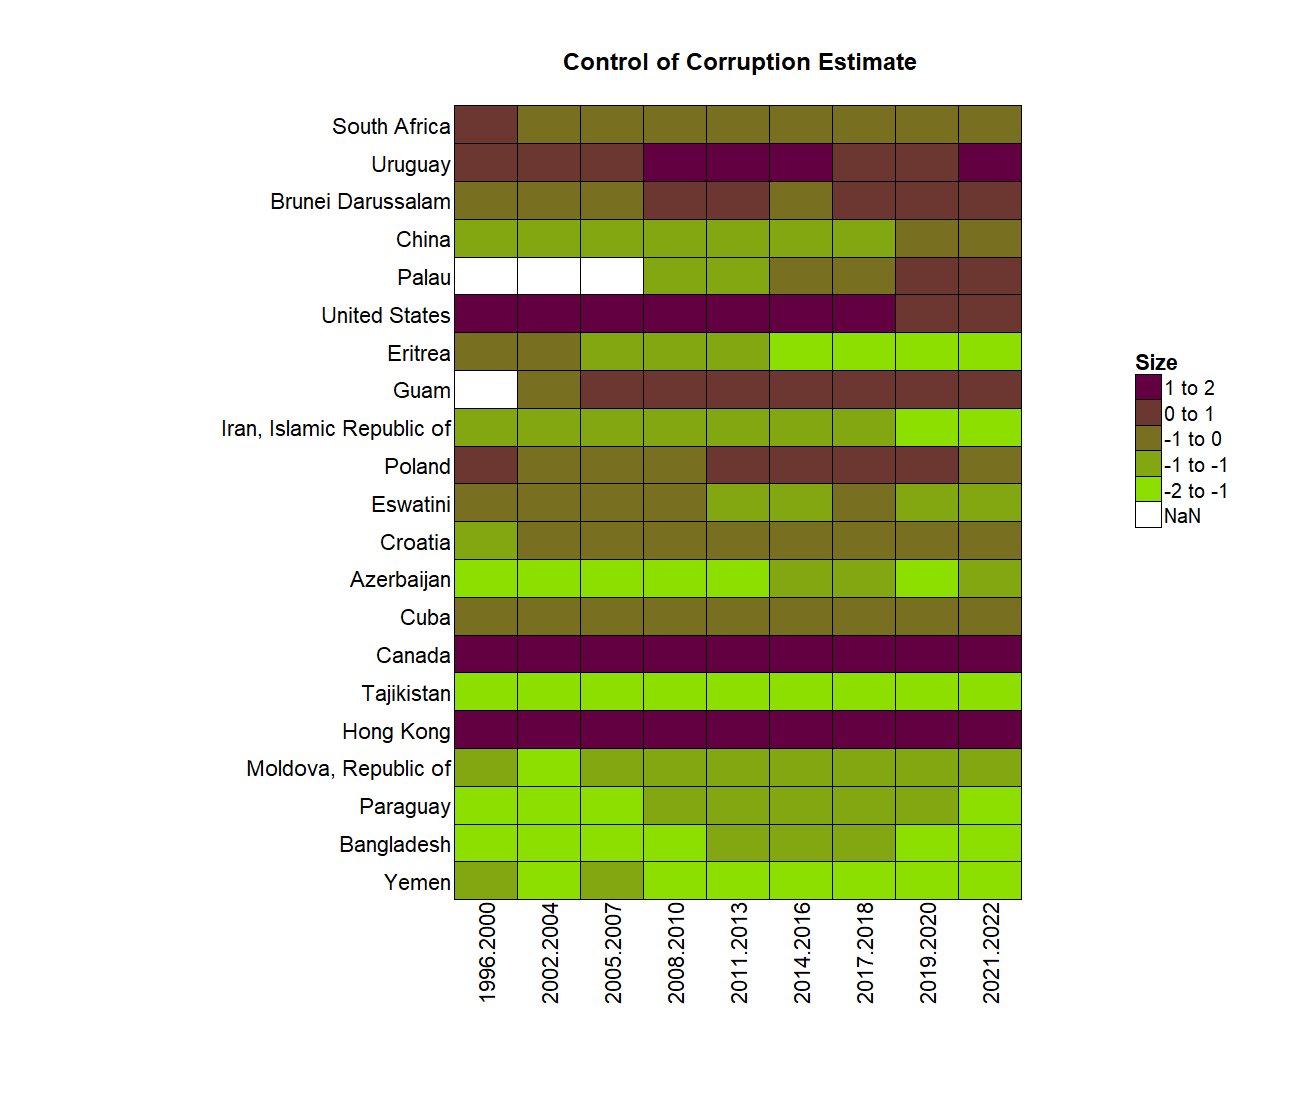 Control of Corruption Estimate
South Africa
Uruguay
Brunei Darussalam
China
Palau
United States
Eritrea
Guam
Iran, Islamic Republic of
Poland
Eswatini
Croatia
Azerbaijan
Cuba
Canada
Tajikistan
Hong Kong
Moldova, Republic of
Paraguay
Bangladesh
Yemen
1996.2000
2002.2004
2005.2007
2008.2010
2011.2013
2014.2016
2017.2018
2019.2020
2021.2022
Size
1 to 2
0 to 1
-1 to 0
-1 to -1
-2 to -1
NaN